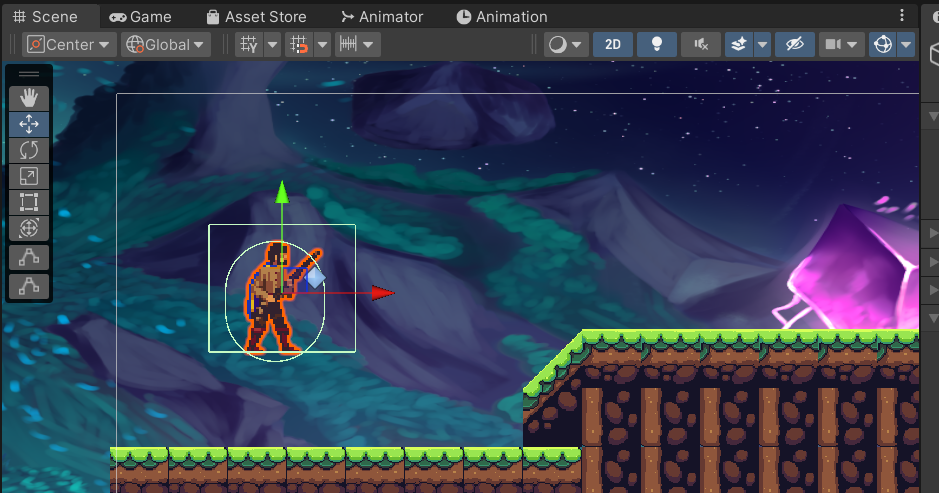 Scene Game Asset Store Animator Animation
Center Global 2D